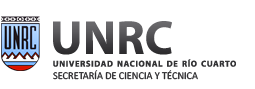 UNRC
UNRC
UNIVERSIDAD NACIONAL DE RÍO CUARTO
SECRETARÍA DE CIENCIA Y TÉCNICA